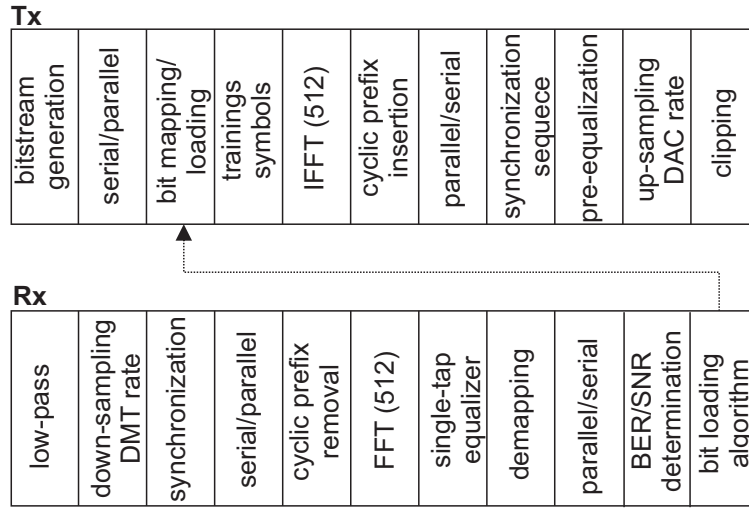 Tx
bitstream
generation
serial/parallel
bit mapping/
loading
trainings
symbols
IFFT (512)
cyclic prefix
insertion
parallel/serial
synchronization
sequece
pre-equalization
up-sampling
DAC rate
clipping
Rx
low-pass
down-sampling
DMT rate
synchronization
serial/parallel
cyclic prefix
removal
FFT (512)
single-tap
equalizer
demapping
parallel/serial
BER/SNR
determination
bit loading
algorithm